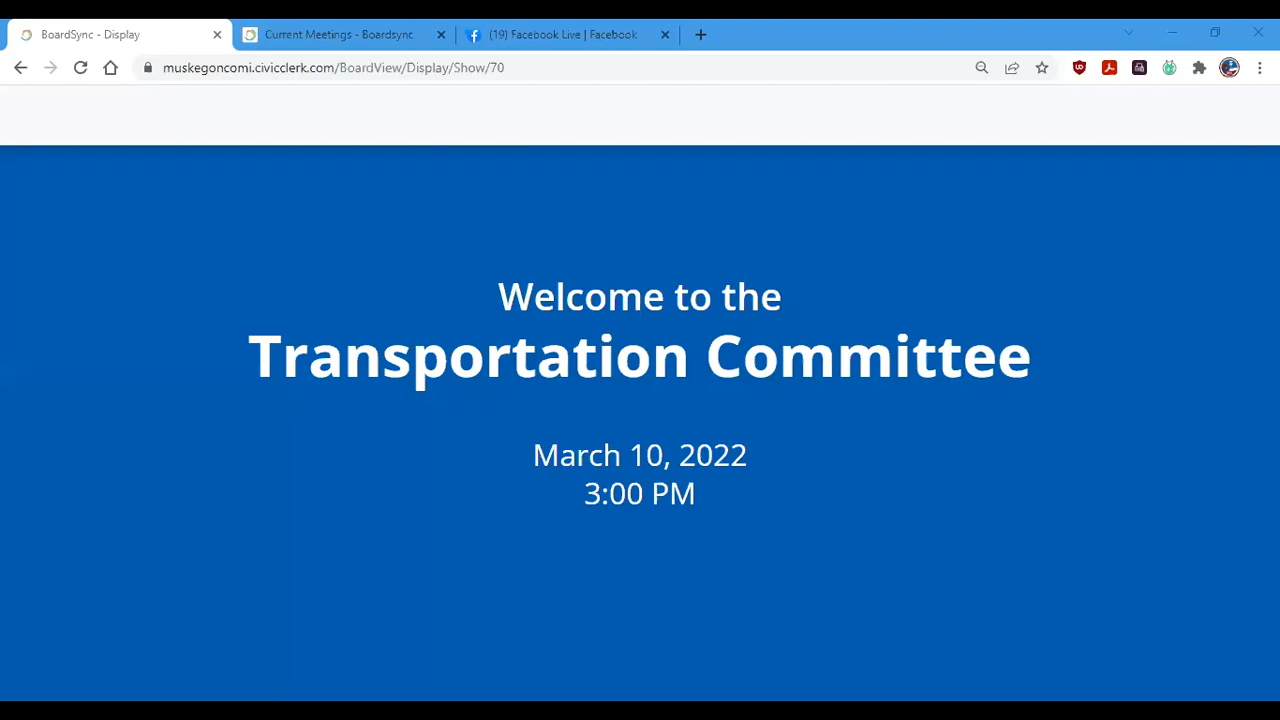 BoardSync - Display
Current Meetings - Boardsync
(19) Facebook Live | Facebook
muskegoncomi.civicclerk.com/BoardView/Display/Show/70
Welcome to the
Transportation Committee
March 10, 2022
3:00 PM